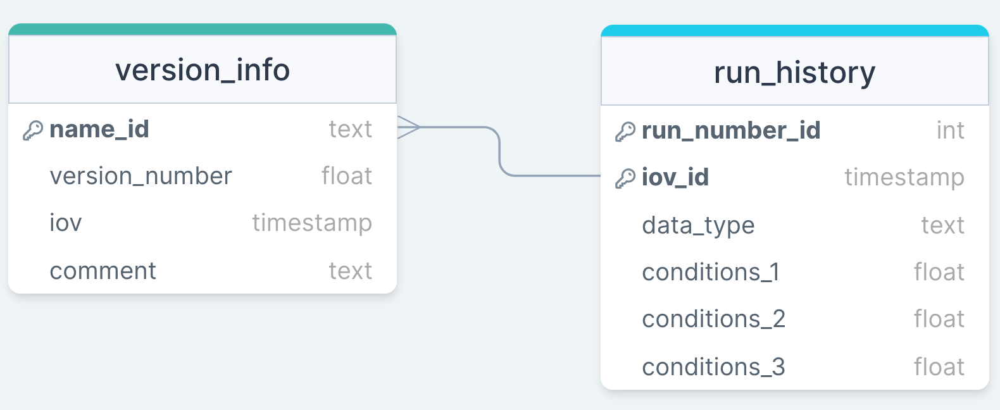 version_info
name_id text
version_number float
iov timestamp
comment text
run_history
run_number_id int
iov_id timestamp
data_type text
conditions_1 float
conditions_2 float
conditions_3 float